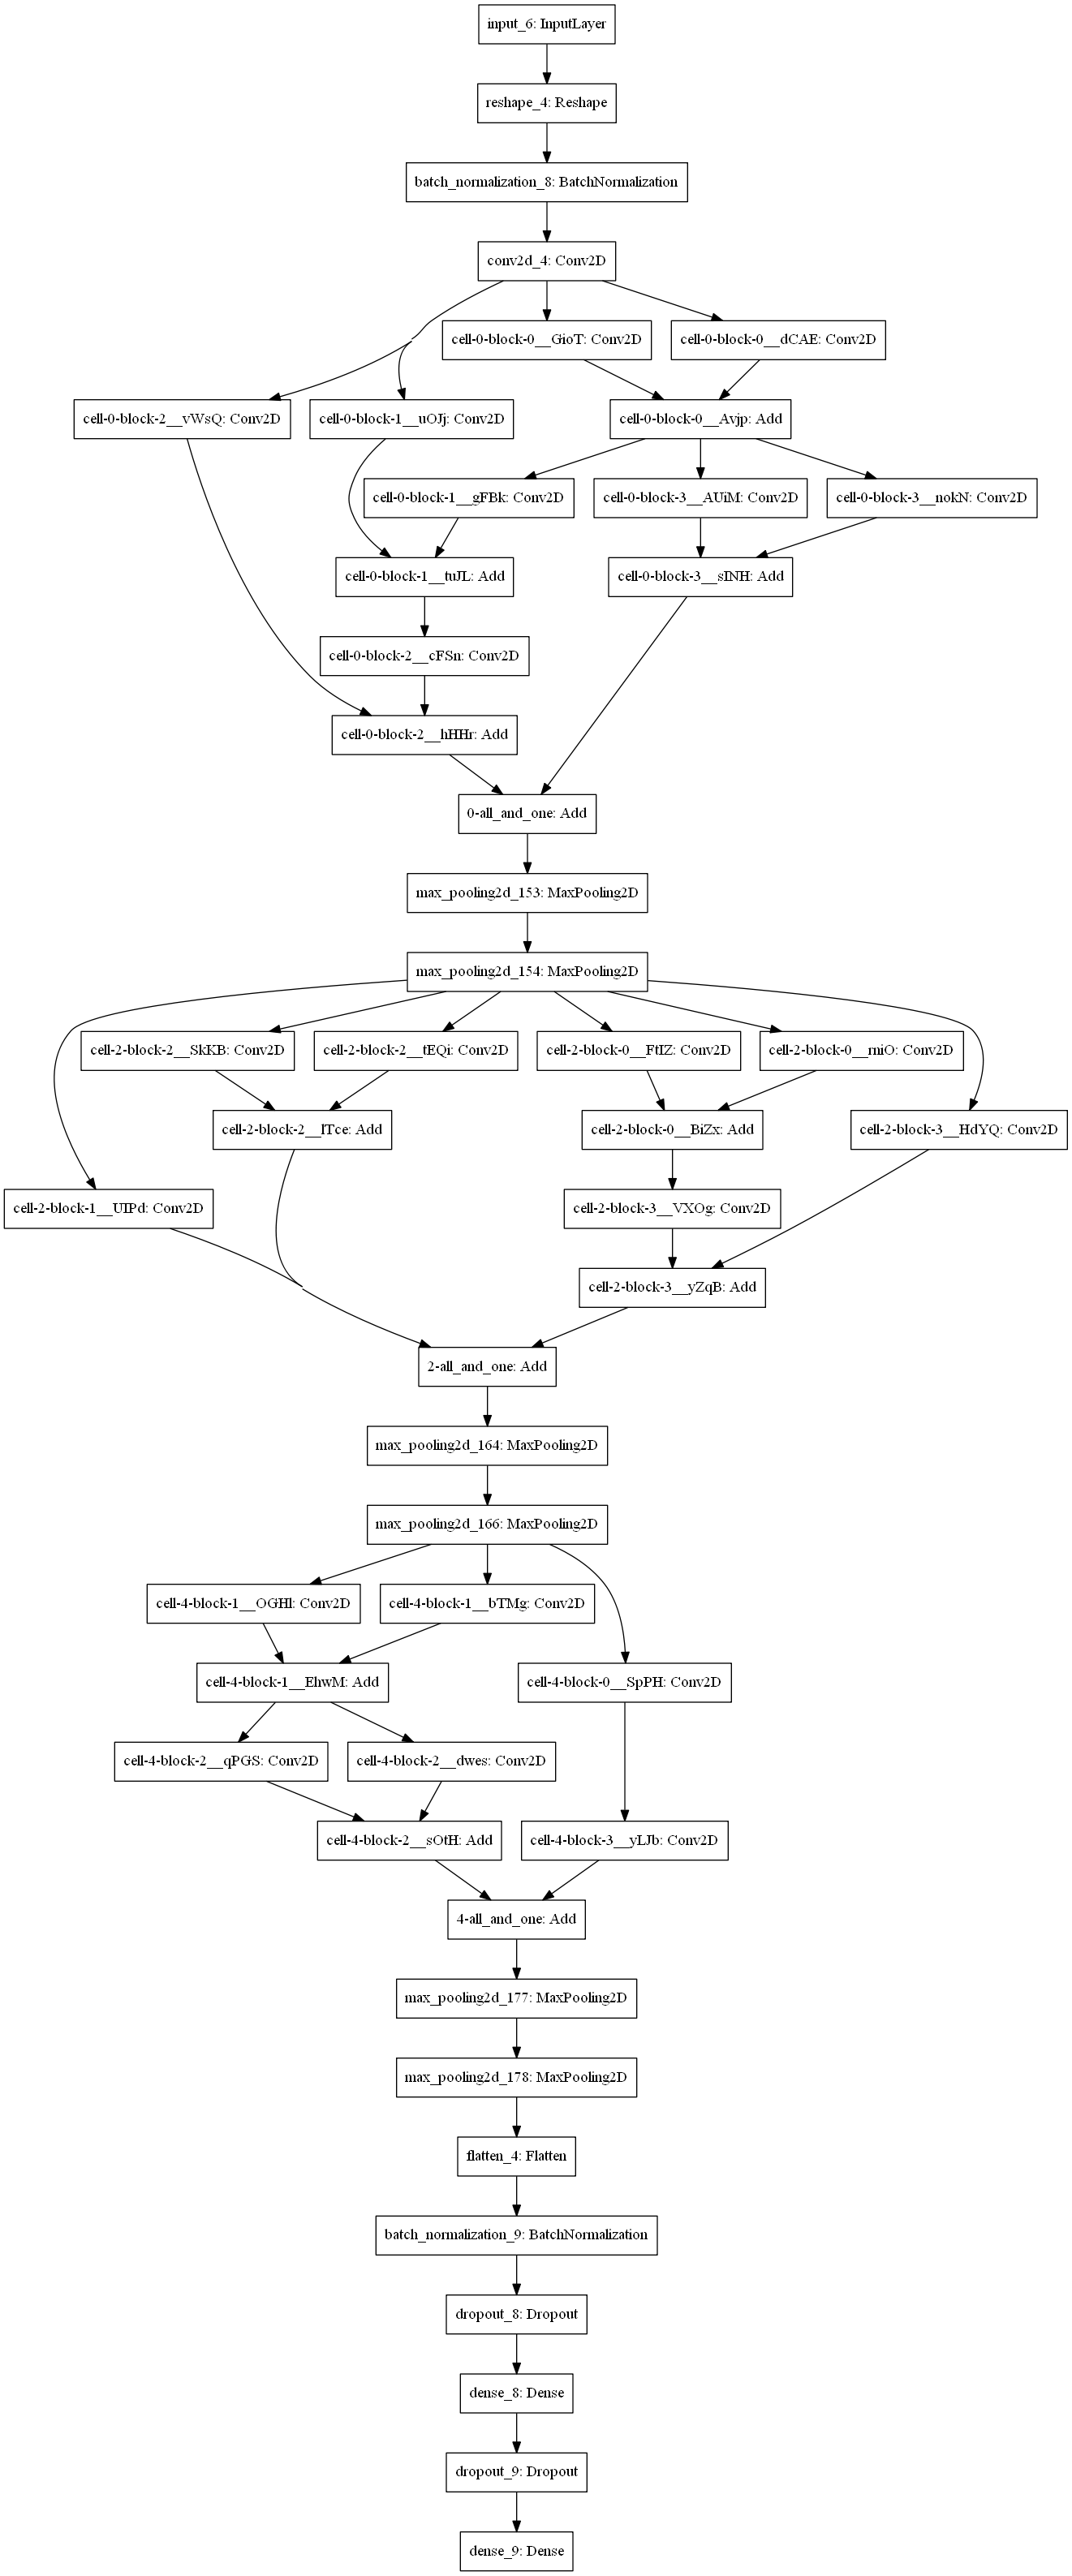 input_6: InputLayer
reshape_4: Reshape
batch_normalization_8: BatchNormalization
conv2d_4: Conv2D
cell-0-block-0__GioT: Conv2D
cell-0-block-0__dCAE: Conv2D
cell-0-block-2__vWsQ: Conv2D
cell-0-block-1__uOJj: Conv2D
cell-0-block-0__Avjp: Add
cell-0-block-1__gFBk: Conv2D
cell-0-block-3__AUiM: Conv2D
cell-0-block-3__nokN: Conv2D
cell-0-block-1__tuJL: Add
cell-0-block-3__sINH: Add
cell-0-block-2__cFSn: Conv2D
cell-0-block-2__hHHr: Add
0-all_and_one: Add
max_pooling2d_153: MaxPooling2D
max_pooling2d_154: MaxPooling2D
cell-2-block-2__SkKB: Conv2D
cell-2-block-2__tEQi: Conv2D
cell-2-block-0__FtIZ: Conv2D
cell-2-block-0__rniO: Conv2D
cell-2-block-2__ITce: Add
cell-2-block-0__BiZx: Add
cell-2-block-3__HdYQ: Conv2D
cell-2-block-1__UIPd: Conv2D
cell-2-block-3__VXOg: Conv2D
cell-2-block-3__yZqB: Add
2-all_and_one: Add
max_pooling2d_164: MaxPooling2D
max_pooling2d_166: MaxPooling2D
cell-4-block-1__OGHl: Conv2D
cell-4-block-1__bTMg: Conv2D
cell-4-block-1__EhwM: Add
cell-4-block-0__SpPH: Conv2D
cell-4-block-2__qPGS: Conv2D
cell-4-block-2__dwes: Conv2D
cell-4-block-2__sOtH: Add
cell-4-block-3__yLJb: Conv2D
4-all_and_one: Add
max_pooling2d_177: MaxPooling2D
max_pooling2d_178: MaxPooling2D
flatten_4: Flatten
batch_normalization_9: BatchNormalization
dropout_8: Dropout
dense_8: Dense
dropout_9: Dropout
dense_9: Dense